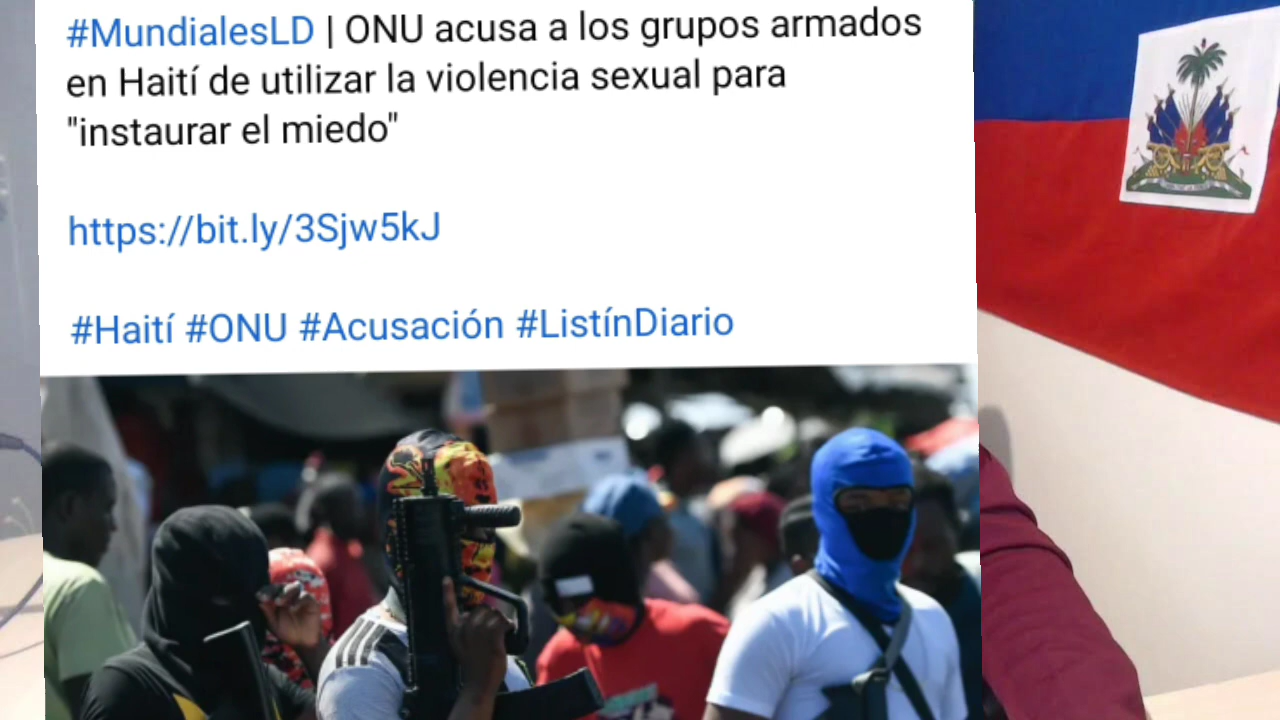 #MundialesLD | ONU acusa a los grupos armados
en Haití de utilizar la violencia sexual para
"instaurar el miedo"
https://bit.ly/3Sjw5kJ
#Haití #ONU #Acusación #ListínDiario